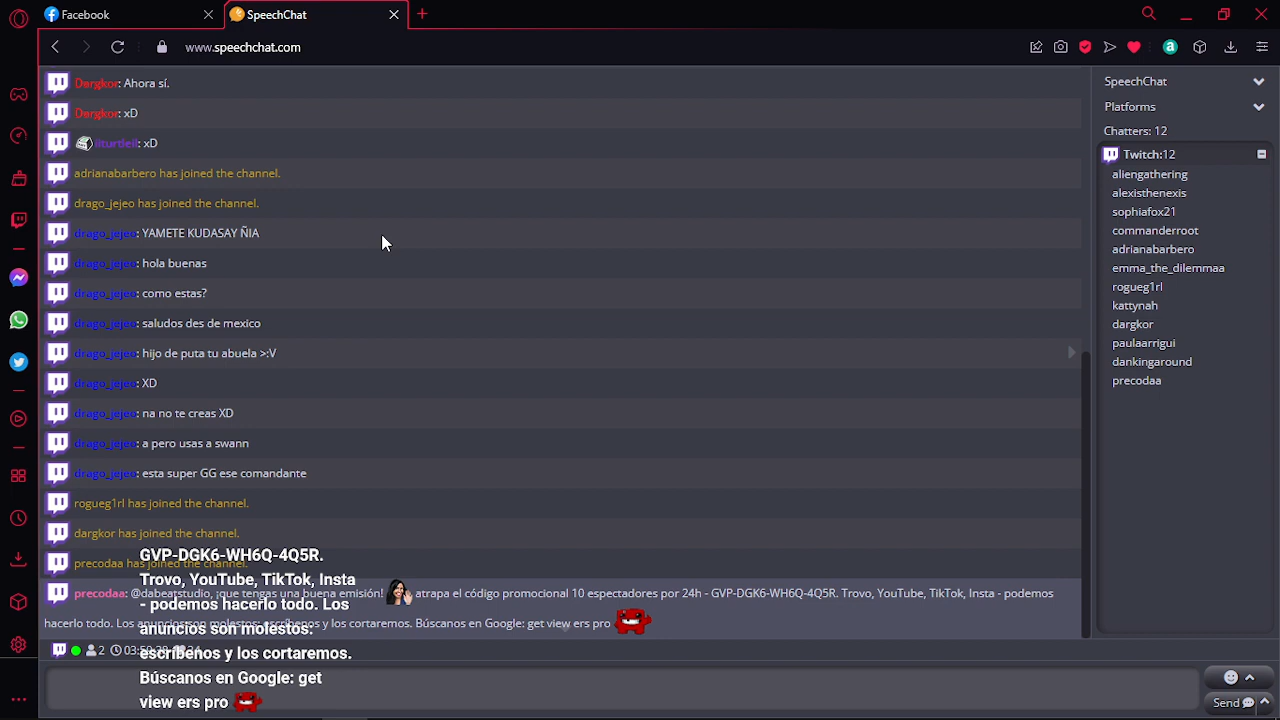 Facebook
SpeechChat
www.speechchat.com
Dørgkor: Ahora sí.
Dørgkor: xD
: xD
adrianabarbero has joined the channel.
drago_jejeo has joined the channel.
drago_jejeo: YAMETE KUDASAY ÑIA
drago_jejeo: hola buenas
drago_jejeo: como estas?
drago_jejeo: saludos des de mexico
drago_jejeo: hijo de puta tu abuela >:V
drago_jejeo: XD
drago_jejeo: na no te creas XD
drago_jejeo: a pero usas a swann
drago_jejeo: esta super GG ese comandante
rogueg1rl has joined the channel.
dargkor has joined the channel.
precodaa has joined the channel.
precodaa: @dabearstudio, ¡que tengas una buena emisión! atrapa el código promocional 10 espectadores por 24h - GVP-DGK6-WH6Q-4Q5R. Trovo, YouTube, TikTok, Insta - podemos
hacerlo todo. Los anuncios son molestos: escríbenos y los cortaremos. Búscanos en Google: get view ers pro
GVP-DGK6-WH6Q-4Q5R.
Trovo, YouTube, TikTok, Insta
- podemos hacerlo todo. Los
anuncios son molestos:
escríbenos y los cortaremos.
Búscanos en Google: get
view ers pro
2
SpeechChat
Platforms
Chatters: 12
Twitch:12
allengathering
alexisthenexis
sophiafox21
commanderroot
adrianabarbero
emma_the_dilemmaa
rogueg1rl
kattynah
dargkor
paulaarrigui
dankingaround
precodaa
Send